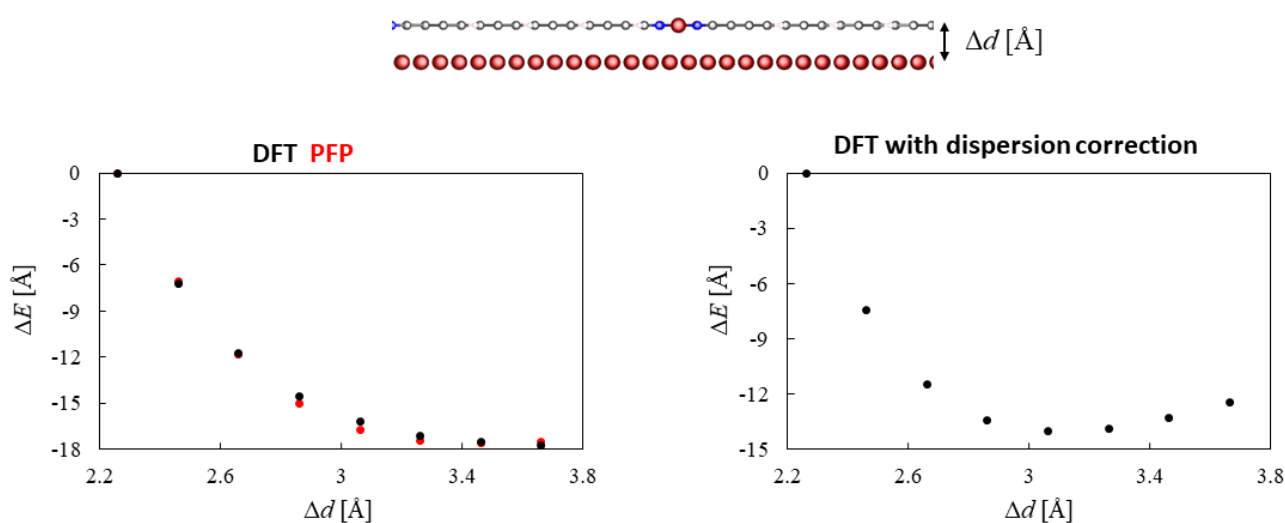 Δd [Å]
DFT PFP
DFT with dispersion correction
0
-3
-6
-9
-12
-15
-18
ΔE [Å]
2.2 2.6 3 3.4 3.8
Δd [Å]
0
-3
-6
-9
-12
-15
ΔE [Å]
2.2 2.6 3 3.4 3.8
Δd [Å]